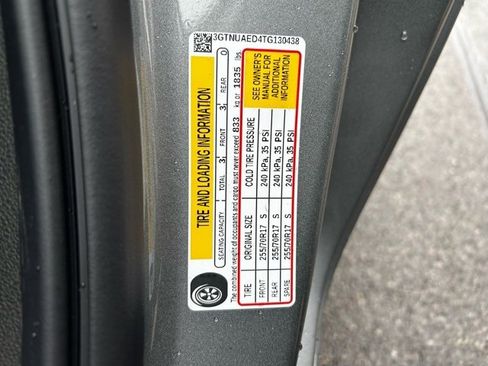 3GTNUAED4TG130438
TIRE AND LOADING INFORMATION
SEATING CAPACITY TOTAL 3 FRONT 3 REAR 0
The combined weight of occupants and cargo must never exceed 833 kg or 1835 lbs.
TIRE ORIGINAL SIZE COLD TIRE PRESSURE
FRONT 255/70R17 S 240 kPa, 35 PSI
REAR 255/70R17 S 240 kPa, 35 PSI
SPARE 255/70R17 S 240 kPa, 35 PSI
SEE OWNER'S
MANUAL FOR
ADDITIONAL
INFORMATION